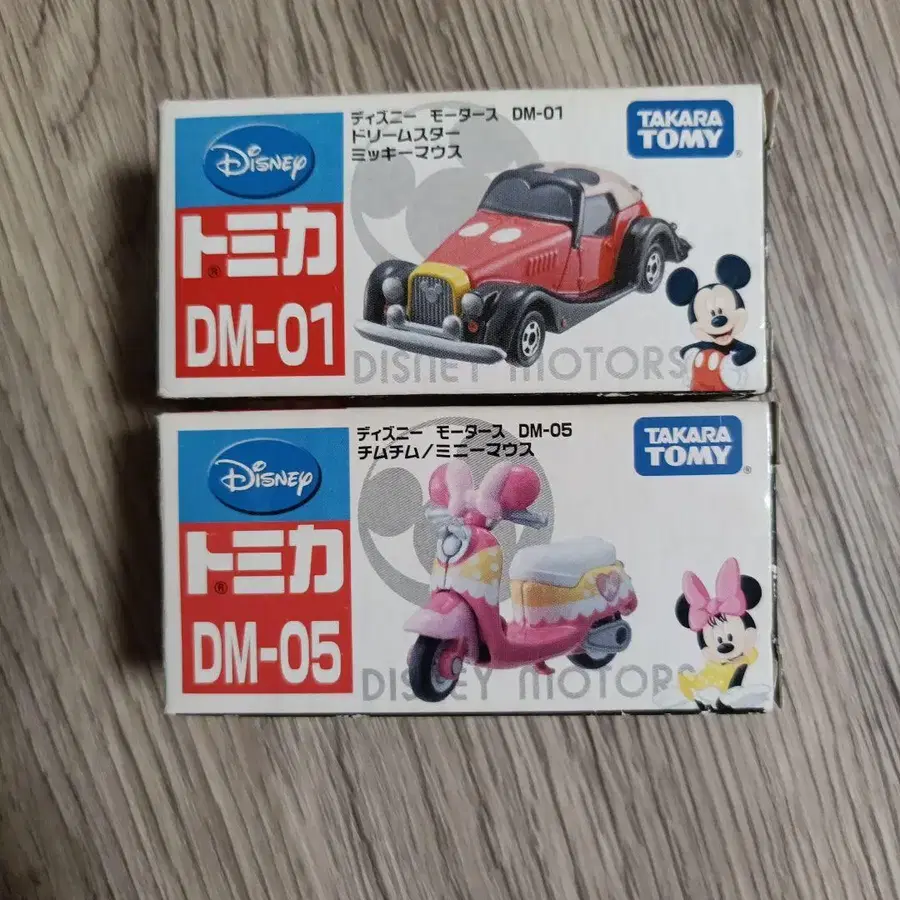 DISNEY
トミカ®
DM-01
ディズニー モータース DM-01
ドリームスター
ミッキーマウス
TAKARA
TOMY®
DISNEY MOTORS
DISNEY
トミカ®
DM-05
ディズニー モータース DM-05
チムチム/ミニーマウス
TAKARA
TOMY®
DISNEY MOTORS